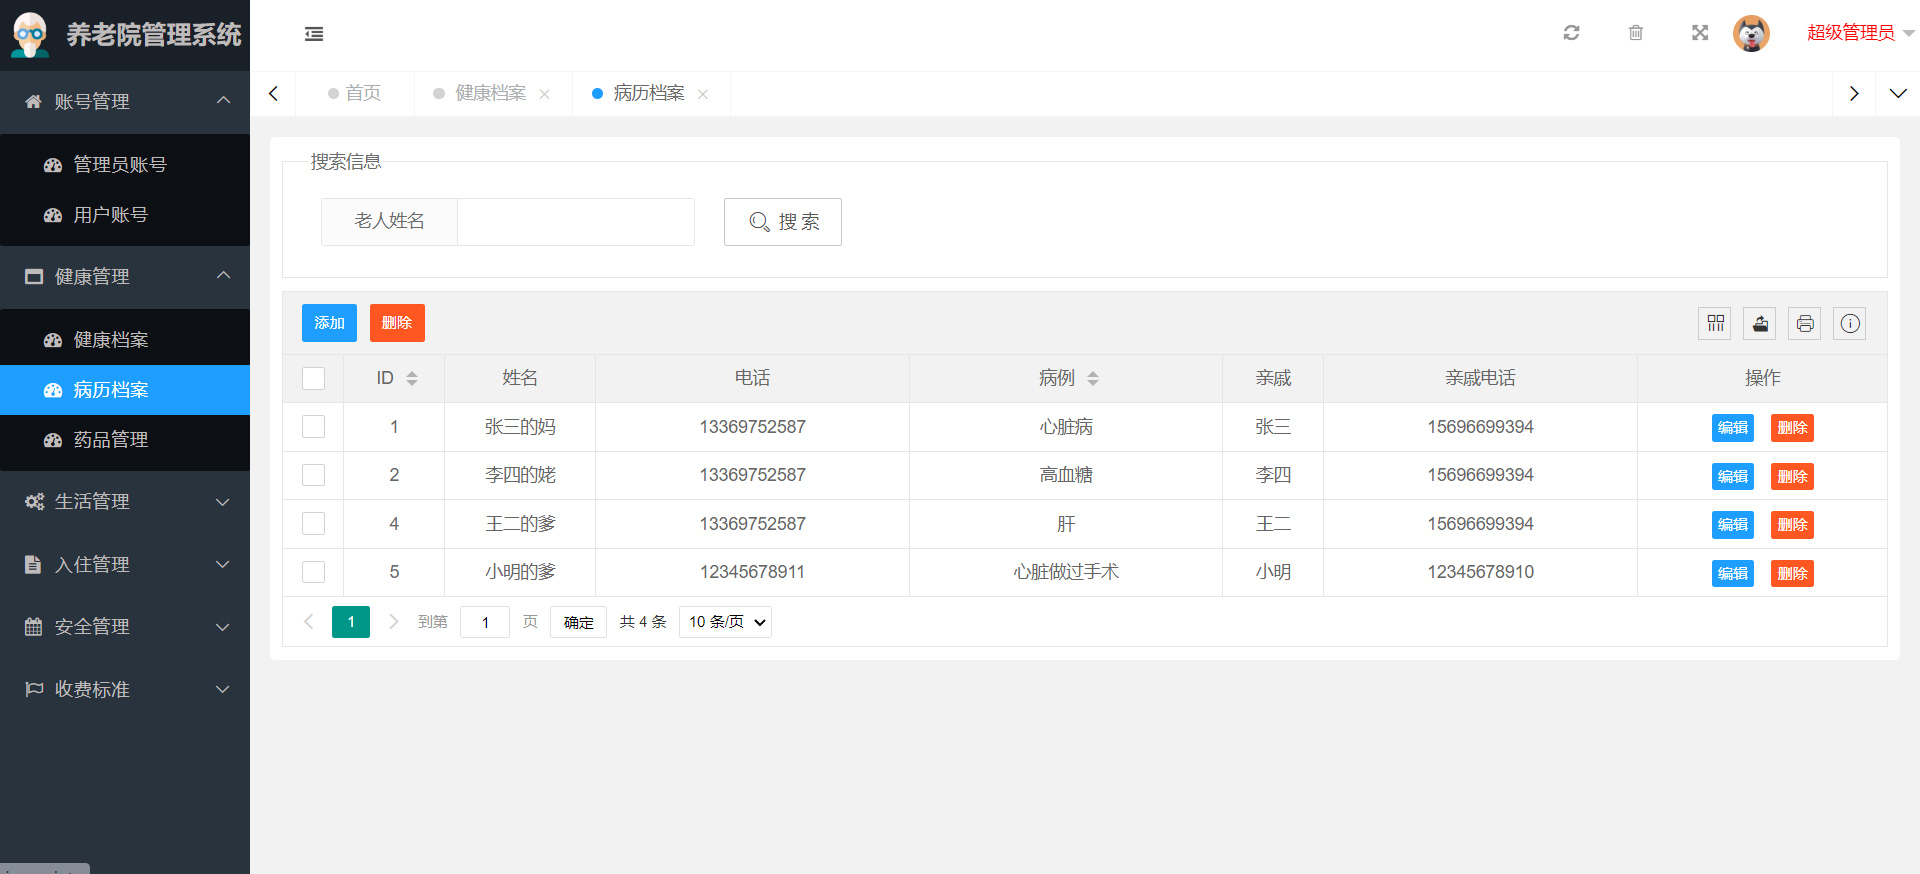 养老院管理系统
超级管理员
账号管理
管理员账号
用户账号
健康管理
健康档案
病历档案
药品管理
生活管理
入住管理
安全管理
收费标准
首页 健康档案 病历档案
搜索信息
老人姓名 搜 索
添加 删除
ID 姓名 电话 病例 亲戚 亲戚电话 操作
1 张三的妈 13369752587 心脏病 张三 15696699394 编辑 删除
2 李四的姥 13369752587 高血糖 李四 15696699394 编辑 删除
4 王二的爹 13369752587 肝 王二 15696699394 编辑 删除
5 小明的爹 12345678911 心脏做过手术 小明 12345678910 编辑 删除
1 到第 1 页 确定 共 4 条 10 条/页